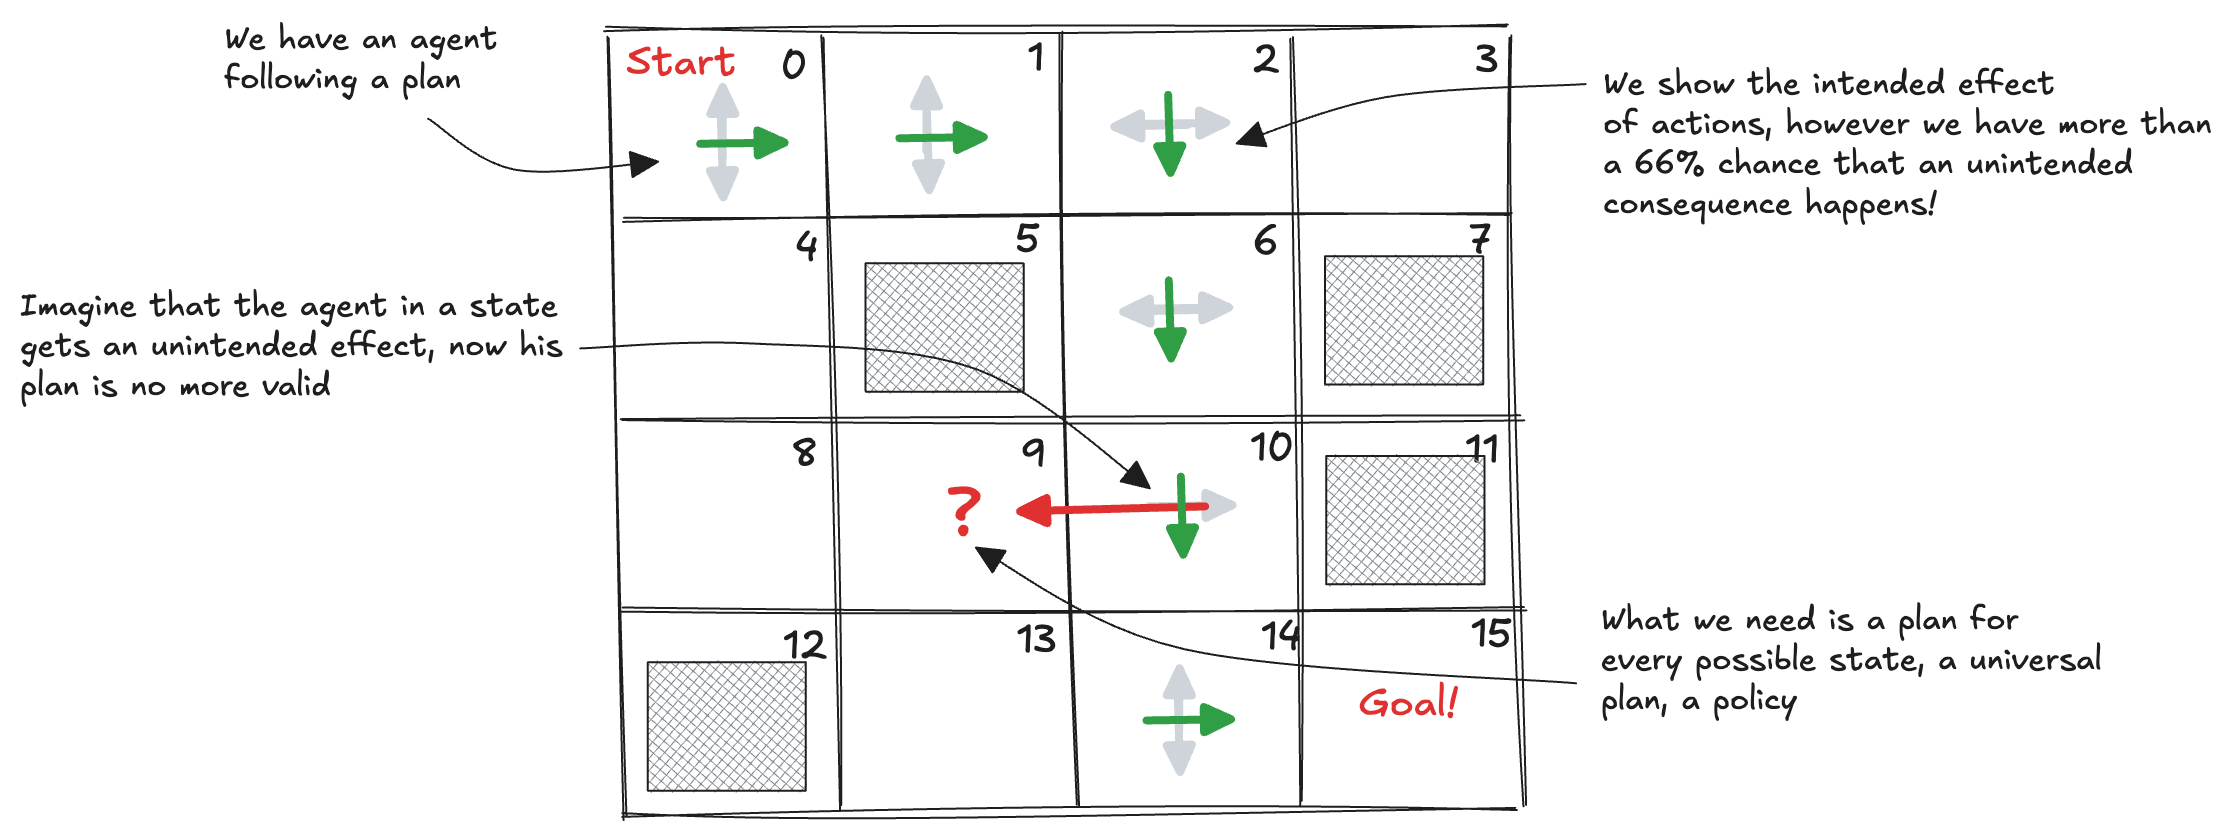 We have an agent
following a plan
Start
0
1
2
3
We show the intended effect
of actions, however we have more than
a 66% chance that an unintended
consequence happens!
4
5
6
7
Imagine that the agent in a state
gets an unintended effect, now his
plan is no more valid
8
9
10
11
?
12
13
14
15
Goal!
What we need is a plan for
every possible state, a universal
plan, a policy